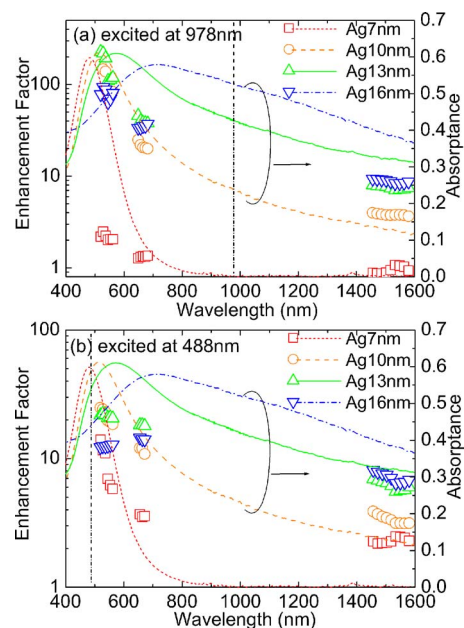 (a) excited at 978nm
Ag7nm
Ag10nm
Ag13nm
Ag16nm
Enhancement Factor
100
10
1
Absorptance
0.7
0.6
0.5
0.4
0.3
0.2
0.1
0.0
400 600 800 1000 1200 1400 1600
Wavelength (nm)
(b) excited at 488nm
Ag7nm
Ag10nm
Ag13nm
Ag16nm
Enhancement Factor
100
10
1
Absorptance
0.7
0.6
0.5
0.4
0.3
0.2
0.1
0.0
400 600 800 1000 1200 1400 1600
Wavelength (nm)